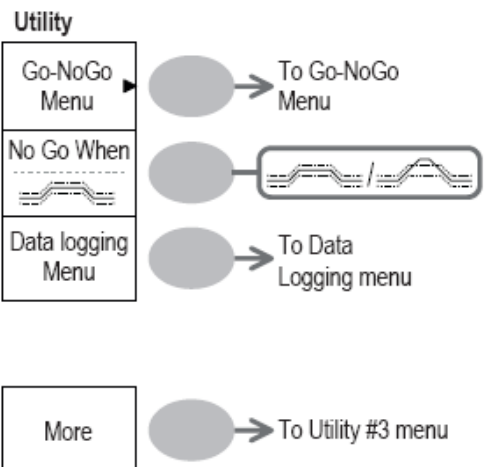 Utility
Go-NoGo
Menu
To Go-NoGo
Menu
No Go When
/
Data logging
Menu
To Data
Logging menu
More
To Utility #3 menu